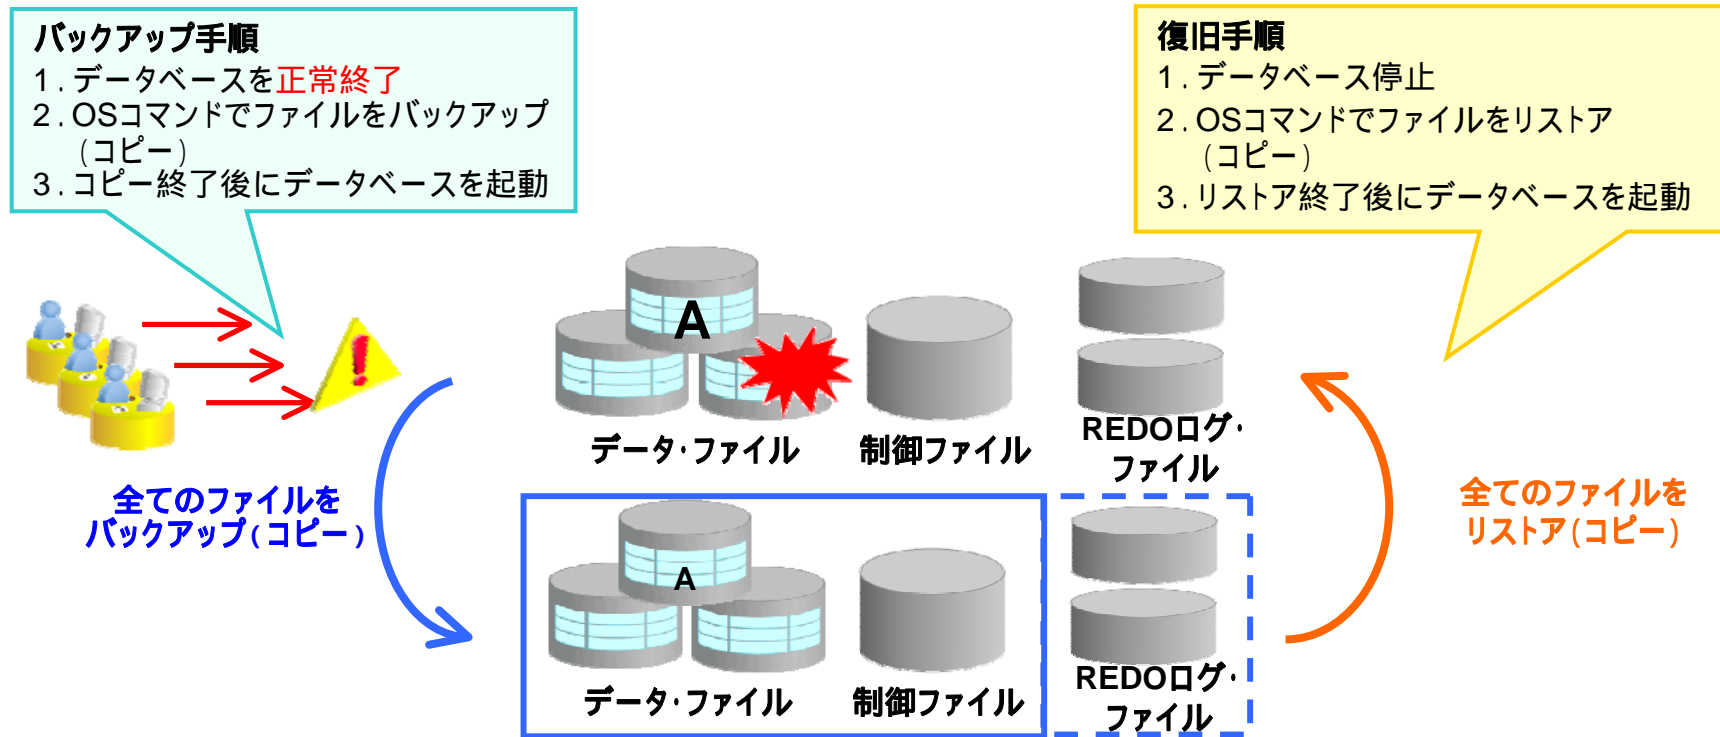 バックアップ手順
1. データベースを正常終了
2. OSコマンドでファイルをバックアップ
(コピー)
3. コピー終了後にデータベースを起動
復旧手順
1. データベース停止
2. OSコマンドでファイルをリストア
(コピー)
3. リストア終了後にデータベースを起動
A
データ・ファイル
制御ファイル
REDOログ・
ファイル
全てのファイルを
バックアップ(コピー)
全てのファイルを
リストア(コピー)
A
データ・ファイル
制御ファイル
REDOログ・
ファイル